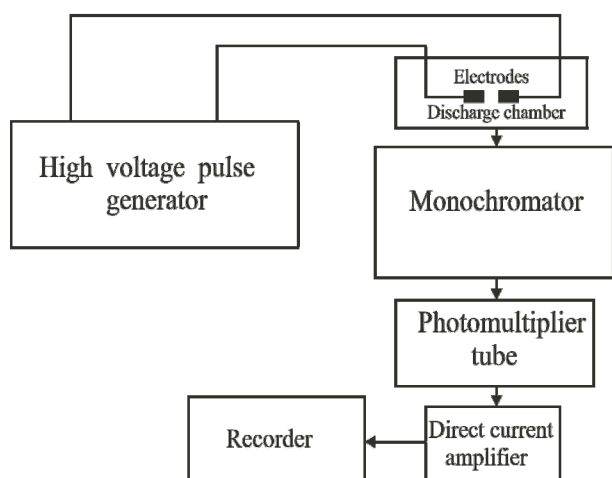 Electrodes
Discharge chamber
High voltage pulse
generator
Monochromator
Photomultiplier
tube
Direct current
amplifier
Recorder